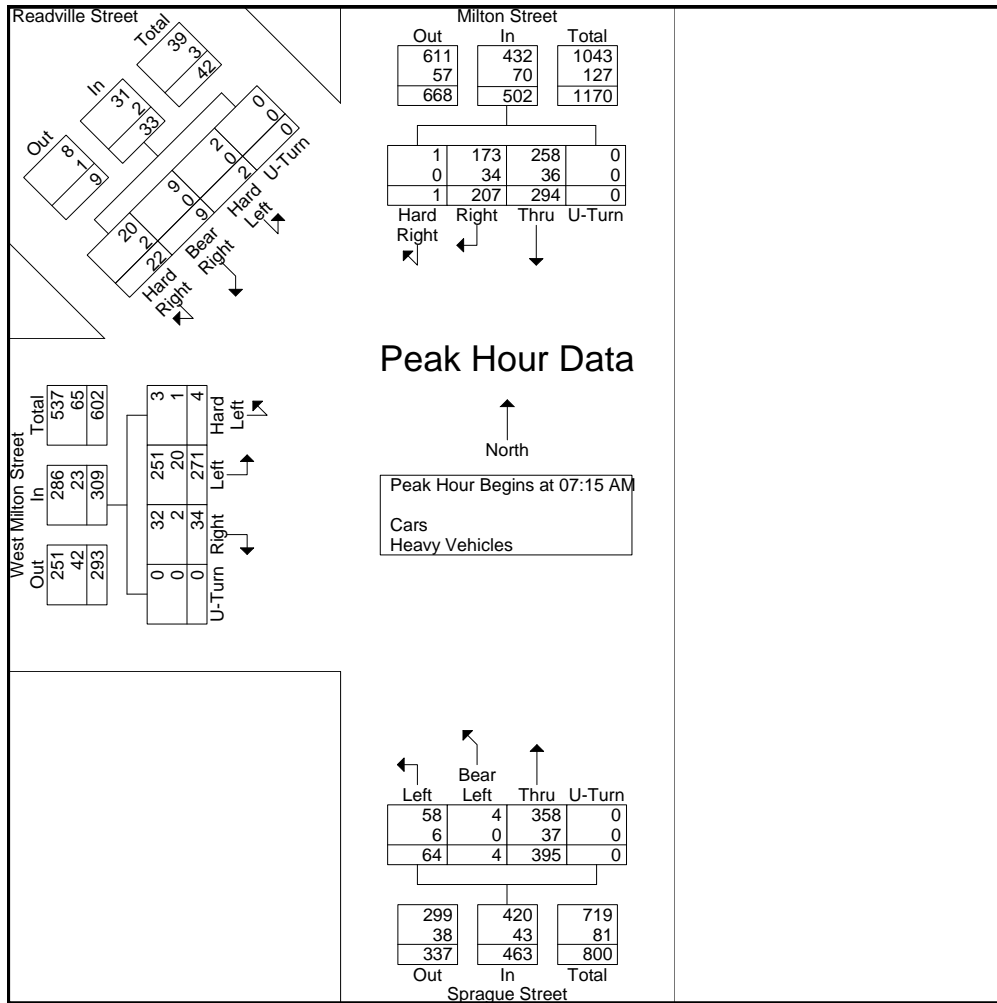 Readville Street
Total
39
3
42
In
31
2
33
Out
8
1
9
0
0
0
U-Turn
2
0
2
Hard
Left
9
0
9
Bear
Right
20
2
22
Hard
Right
Milton Street
Out In Total
611 432 1043
57 70 127
668 502 1170
1 173 258 0
0 34 36 0
1 207 294 0
Hard
Right
Right
Thru
U-Turn
Peak Hour Data
North
Peak Hour Begins at 07:15 AM
Cars
Heavy Vehicles
West Milton Street
Total
537
65
602
In
286
23
309
Out
251
42
293
3
1
4
Hard
Left
251
20
271
Left
32
2
34
Right
0
0
0
U-Turn
Left
Bear
Left
Thru
U-Turn
58 4 358 0
6 0 37 0
64 4 395 0
299 420 719
38 43 81
337 463 800
Out In Total
Sprague Street